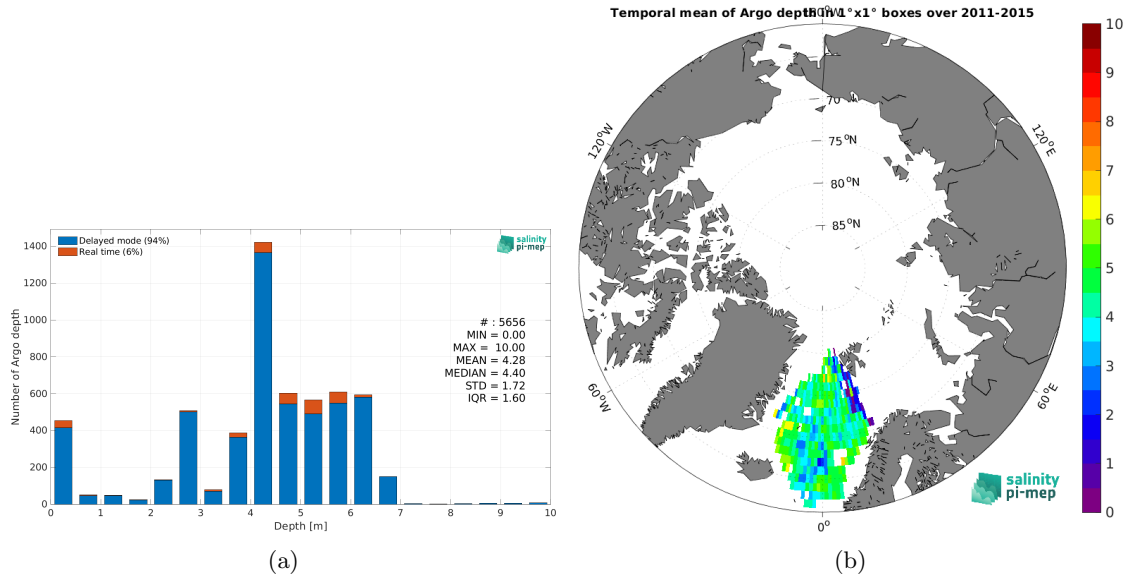 Delayed mode (94%)
Real time (6%)
salinity
pi-mep
Number of Argo depth
1400
1200
1000
800
600
400
200
0
# : 5656
MIN = 0.00
MAX = 10.00
MEAN = 4.28
MEDIAN = 4.40
STD = 1.72
IQR = 1.60
0 1 2 3 4 5 6 7 8 9 10
Depth [m]
(a)
Temporal mean of Argo depth in 1°x1° boxes over 2011-2015
180°W
120°W
120°E
60°W
60°E
0°
70°N
75°N
80°N
85°N
salinity
pi-mep
10
9
8
7
6
5
4
3
2
1
0
(b)